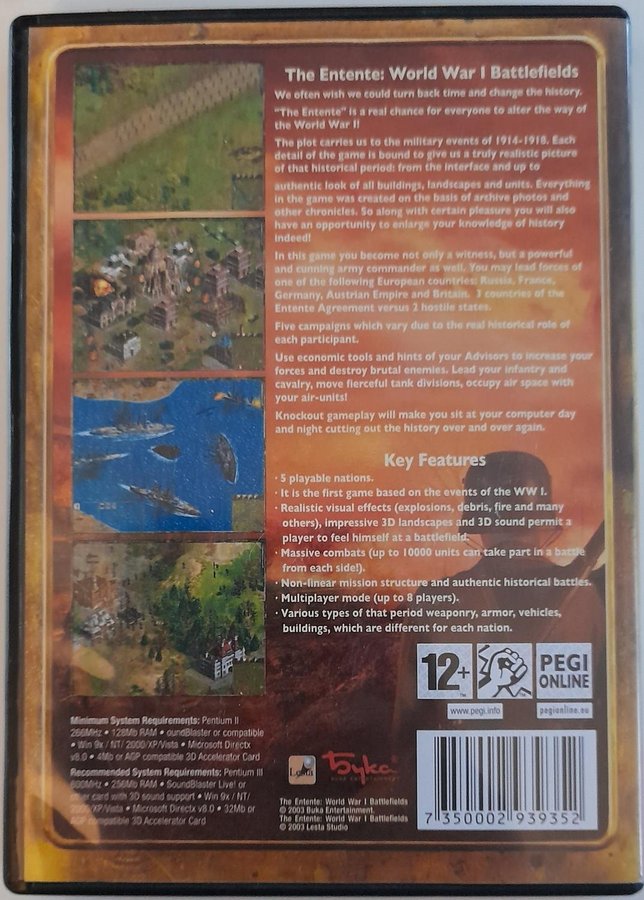 The Entente: World War I Battlefields
We often wish we could turn back time and change the history.
"The Entente" is a real chance for everyone to alter the way of
the World War I!
The plot carries us to the military events of 1914-1918. Each
detail of the game is bound to give us a truly realistic picture
of that historical period: from the interface and up to
authentic look of all buildings, landscapes and units. Everything
in the game was created on the basis of archive photos and
other chronicles. So along with certain pleasure you will also
have an opportunity to enlarge your knowledge of history
indeed!
In this game you become not only a witness, but a powerful
and cunning army commander as well. You may lead forces of
one of the following European countries: Russia, France,
Germany, Austrian Empire and Britain. 3 countries of the
Entente Agreement versus 2 hostile states.
Five campaigns which vary due to the real historical role of
each participant.
Use economic tools and hints of your Advisors to increase your
forces and destroy brutal enemies. Lead your infantry and
cavalry, move fierceful tank divisions, occupy air space with
your air-units!
Knockout gameplay will make you sit at your computer day
and night cutting out the history over and over again.
Key Features
· 5 playable nations.
· It is the first game based on the events of the WW I.
· Realistic visual effects (explosions, debris, fire and many
others), impressive 3D landscapes and 3D sound permit a
player to feel himself at a battlefield.
· Massive combats (up to 10000 units can take part in a battle
from each side!).
· Non-linear mission structure and authentic historical battles.
· Multiplayer mode (up to 8 players).
· Various types of that period weaponry, armor, vehicles,
buildings, which are different for each nation.
12+ PEGI
ONLINE
www.pegi.info pegionline.eu
Minimum System Requirements: Pentium II
266MHz • 128Mb RAM • oundBlaster or compatible
• Win 9x / NT/ 2000/XP/Vista • Microsoft Directx
v8.0 • 4Mb or AGP compatible 3D Accelerator Card
Recommended System Requirements: Pentium III
800MHz • 256Mb RAM • SoundBlaster Live! or
other card with 3D sound support • Win 9x / NT/
2000/XP/Vista • Microsoft Directx v8.0 • 32Mb or
AGP compatible 3D Accelerator Card
Lesta
Бука
BUKA ENTERTAINMENT
The Entente: World War I Battlefields
© 2003 Buka Entertainment.
The Entente: World War I Battlefields
© 2003 Lesta Studio
7 350002 939352